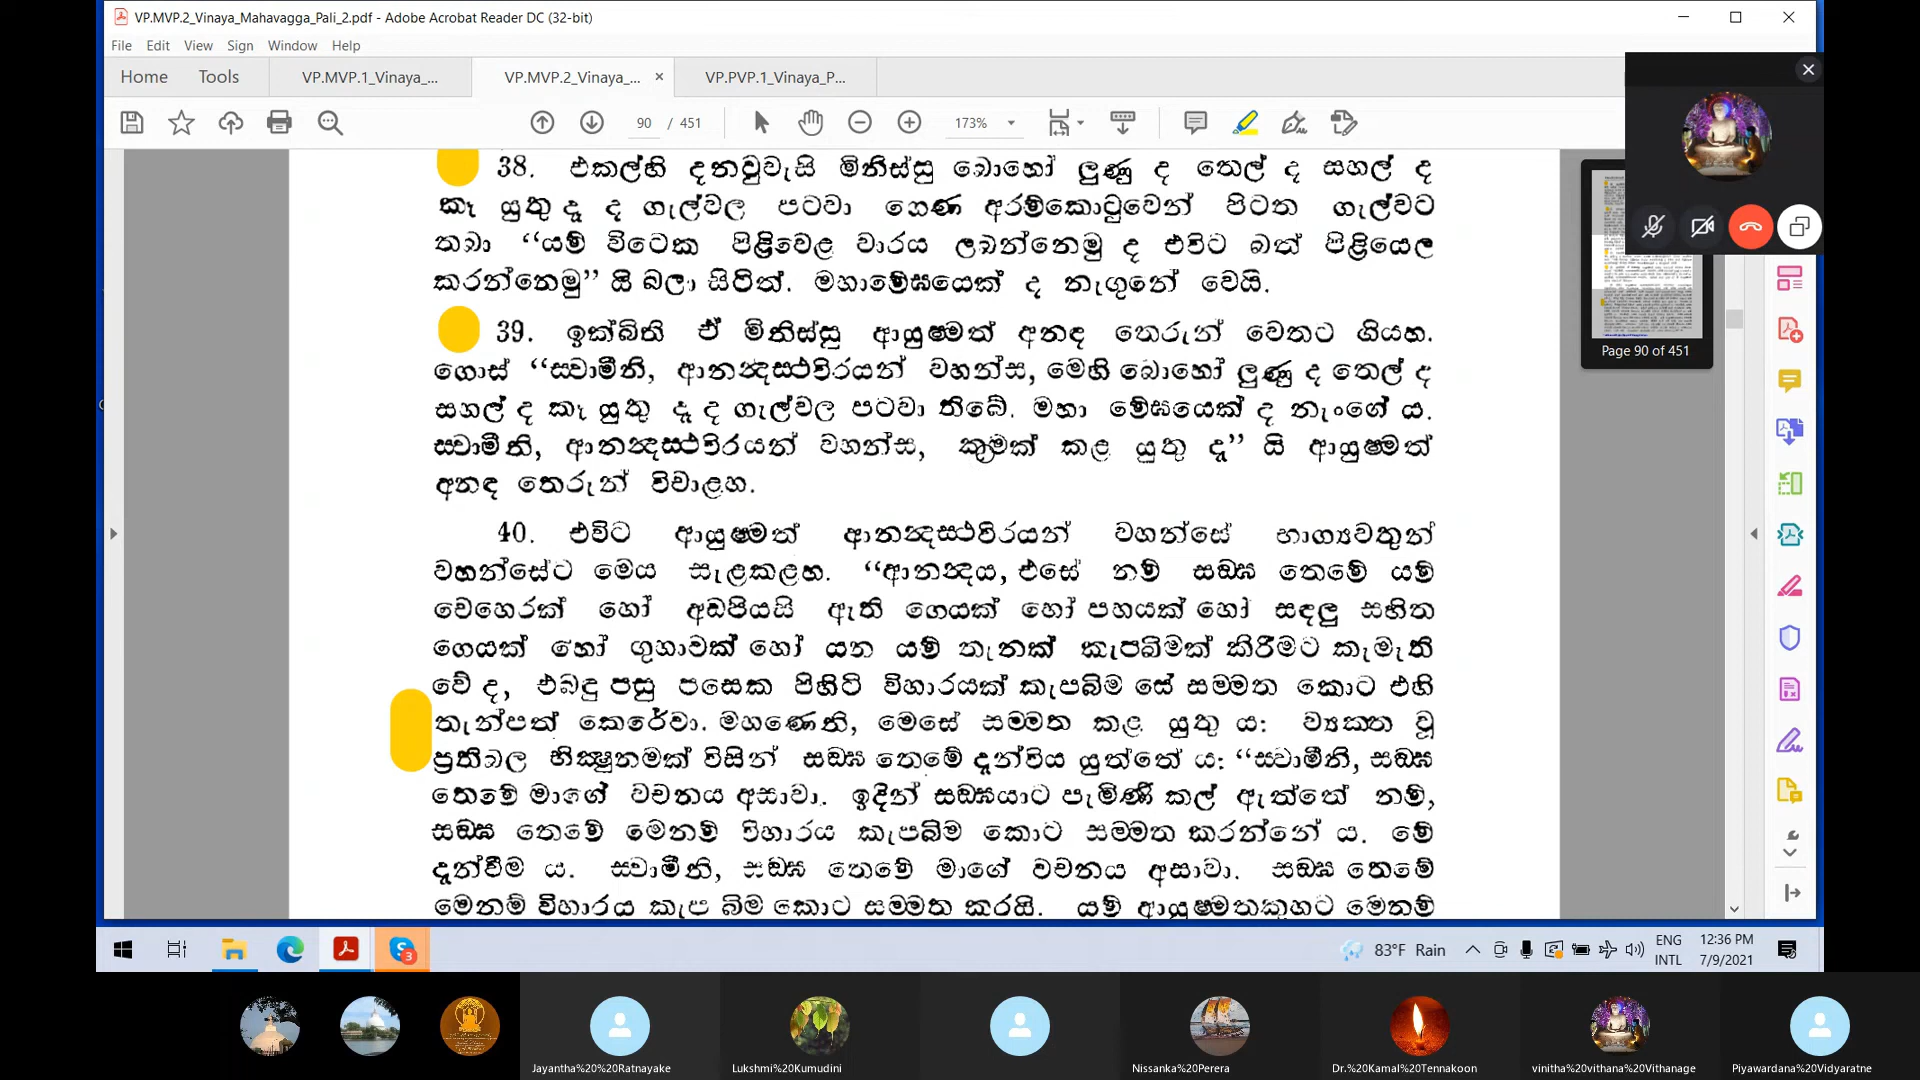 VP.MVP.2_Vinaya_Mahavagga_Pali_2.pdf - Adobe Acrobat Reader DC (32-bit)
File Edit View Sign Window Help
Home Tools VP.MVP.1_Vinaya_... VP.MVP.2_Vinaya_... VP.PVP.1_Vinaya_P...
90 / 451 173%
38. එකල්හි දනවුවැසි මිනිස්සු බොහෝ ලුණු ද තෙල් ද සහල් ද
කෑ යුතු දෑ ද ගැල්වල පටවා ගෙණ අරම්කොටුවෙන් පිටත ගැල්වට
තබා “යම් විටෙක පිළිවෙළ වාරය ලබන්නෙමු ද එවිට බත් පිළියෙල
කරන්නෙමු” යි බලා සිටිත්. මහාමේඝයෙක් ද නැගුනේ වෙයි.
39. ඉක්බිති ඒ මිනිස්සු ආයුෂ්මත් අනඳ තෙරුන් වෙතට ගියහ.
ගොස් “ස්වාමීනි, ආනන්දස්ථවිරයන් වහන්ස, මෙහි බොහෝ ලුණු ද තෙල් ද
සහල් ද කෑ යුතු දෑ ද ගැල්වල පටවා තිබේ. මහා මේඝයෙක් ද නැංගේ ය.
ස්වාමීනි, ආනන්දස්ථවිරයන් වහන්ස, කුමක් කළ යුතු දැ” යි ආයුෂ්මත්
අනඳ තෙරුන් විචාළහ.
40. එවිට ආයුෂ්මත් ආනන්දස්ථවිරයන් වහන්සේ භාග්‍යවතුන්
වහන්සේට මෙය සැළකළහ. “ආනන්දය, එසේ නම් සඞ්ඝ තෙමේ යම්
වෙහෙරක් හෝ අඩපියසි ඇති ගෙයක් හෝ පහයක් හෝ සඳලු සහිත
ගෙයක් හෝ ගුහාවක් හෝ යන යම් තැනක් කැපබිමක් කිරීමට කැමැති
වේ ද, එබඳු පසු පසෙක පිහිටි විහාරයක් කැපබිම සේ සම්මත කොට එහි
තැන්පත් කෙරේවා. මහණෙනි, මෙසේ සම්මත කළ යුතු ය: ව්‍යක්ත වූ
ප්‍රතිබල භික්ෂුනමක් විසින් සඞ්ඝ තෙමේ දැන්විය යුත්තේ ය: “ස්වාමීනි, සඞ්ඝ
තෙමේ මාගේ වචනය අසාවා. ඉදින් සඞ්ඝයාට පැමිණි කල් ඇත්තේ නම්,
සඞ්ඝ තෙමේ මෙනම් විහාරය කැපබිම කොට සම්මත කරන්නේ ය. මේ
දැන්වීම ය. ස්වාමීනි, සඞ්ඝ තෙමේ මාගේ වචනය අසාවා. සඞ්ඝ තෙමේ
මෙනම් විහාරය කැප බිම කොට සම්මත කරයි. යම් ආයුෂ්මතකුහට මෙනම්
Page 90 of 451
3
83°F Rain
ENG
INTL
12:36 PM
7/9/2021
Jayantha%20%20Ratnayake
Lukshmi%20Kumudini
Nissanka%20Perera
Dr.%20Kamal%20Tennakoon
vinitha%20vithana%20Vithanage
Piyawardana%20Vidyaratne